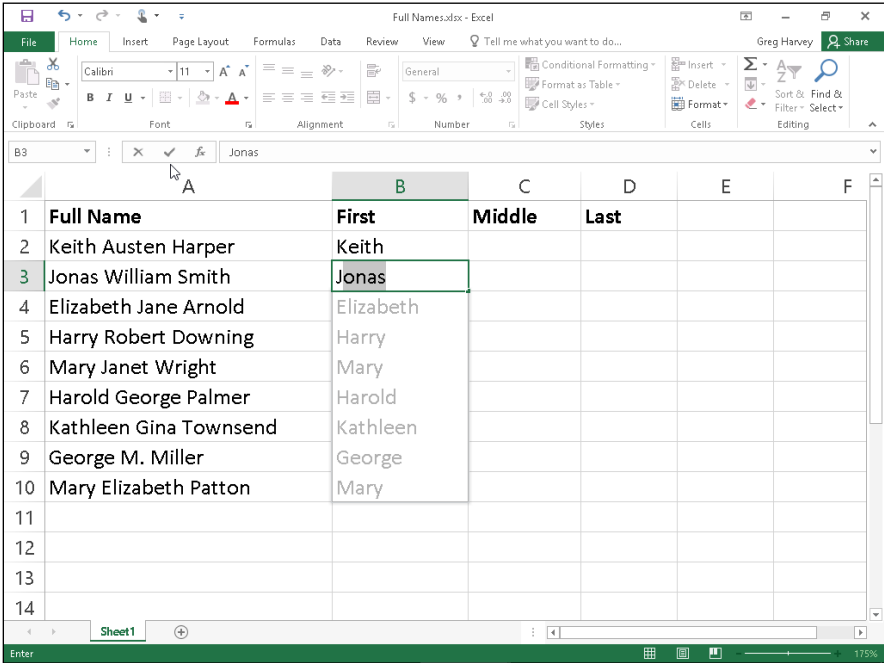 Full Names.xlsx - Excel
File Home Insert Page Layout Formulas Data Review View Tell me what you want to do... Greg Harvey Share
Calibri 11 A A General Conditional Formatting Insert Σ A Z
Paste Format as Table Delete Sort & Find &
B I U A $ % , .00 .00 Cell Styles Format Filter Select
Clipboard Font Alignment Number Styles Cells Editing
B3 fx Jonas
A B C D E F
1 Full Name First Middle Last
2 Keith Austen Harper Keith
3 Jonas William Smith Jonas
4 Elizabeth Jane Arnold Elizabeth
5 Harry Robert Downing Harry
6 Mary Janet Wright Mary
7 Harold George Palmer Harold
8 Kathleen Gina Townsend Kathleen
9 George M. Miller George
10 Mary Elizabeth Patton Mary
11
12
13
14
Sheet1
Enter 175%